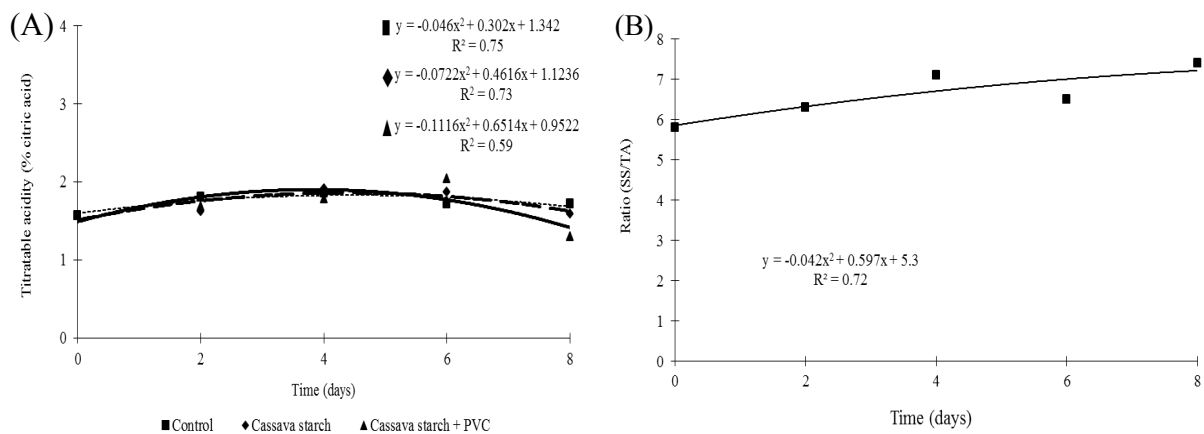 (A)
4
3
2
1
0
0 2 4 6 8
Titratable acidity (% citric acid)
Time (days)
y = -0.046x² + 0.302x + 1.342
R² = 0.75
y = -0.0722x² + 0.4616x + 1.1236
R² = 0.73
y = -0.1116x² + 0.6514x + 0.9522
R² = 0.59
Control Cassava starch Cassava starch + PVC
(B)
8
7
6
5
4
3
2
1
0
0 2 4 6 8
Ratio (SS/TA)
Time (days)
y = -0.042x² + 0.597x + 5.3
R² = 0.72